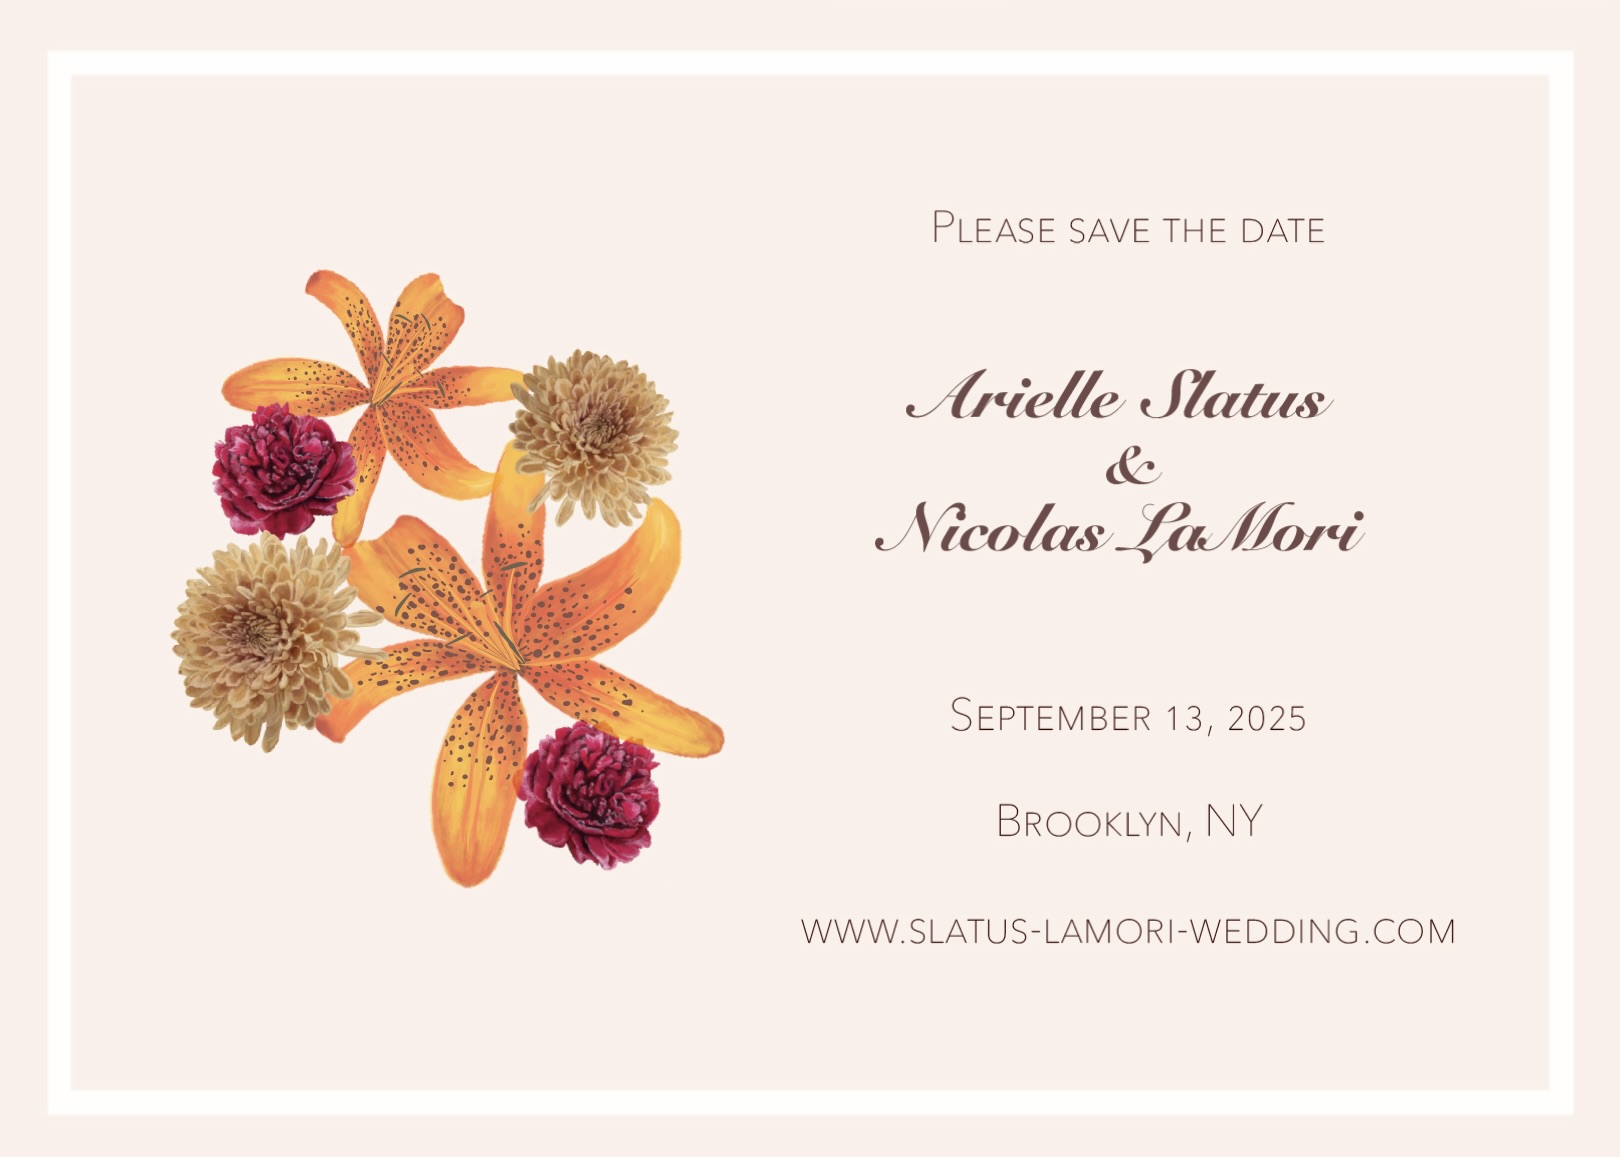 Please save the date
Arielle Slatus
&
Nicolas LaMori
September 13, 2025
Brooklyn, NY
www.slatus-lamori-wedding.com